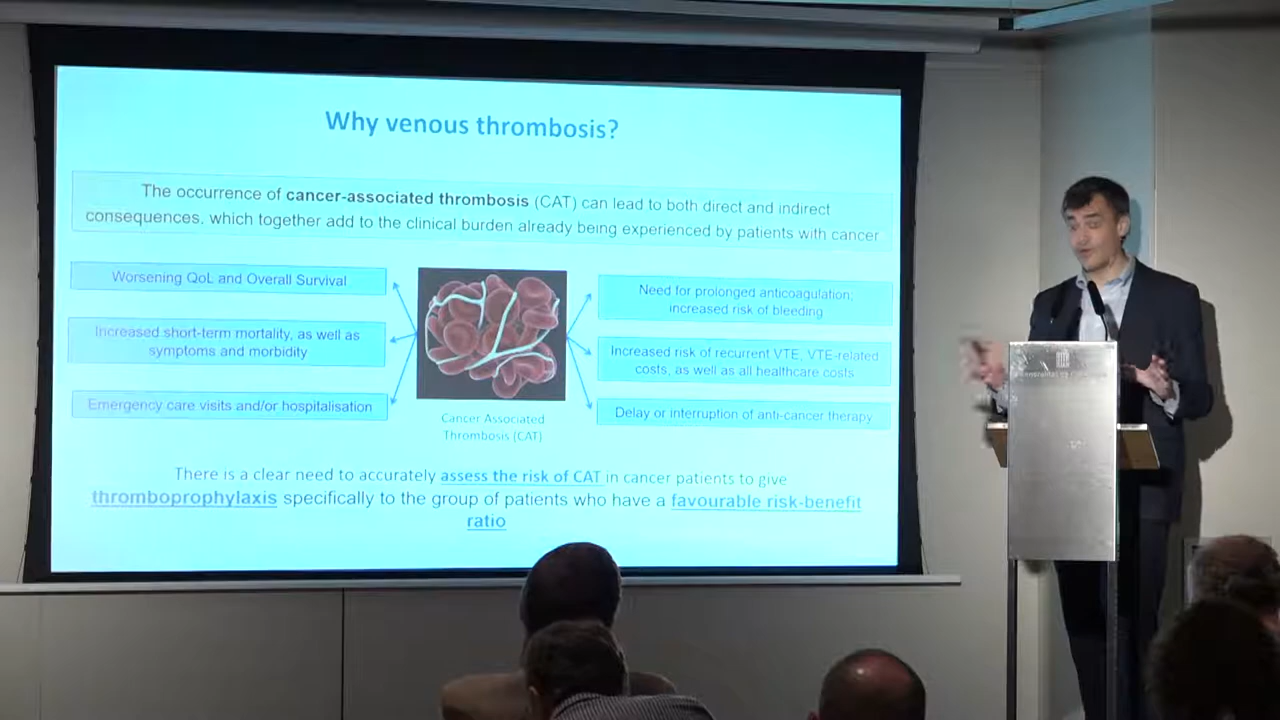 Why venous thrombosis?
The occurrence of cancer-associated thrombosis (CAT) can lead to both direct and indirect
consequences. which together add to the clinical burden already being experienced by patients with cancer
Worsening QoL and Overall Survival
Increased short-term mortality, as well as
symptoms and morbidity
Emergency care visits and/or hospitalisation
Cancer Associated
Thrombosis (CAT)
Need for prolonged anticoagulation;
increased risk of bleeding
Increased risk of recurrent VTE, VTE-related
costs, as well as all healthcare costs
Delay or interruption of anti-cancer therapy
There is a clear need to accurately assess the risk of CAT in cancer patients to give
thromboprophylaxis specifically to the group of patients who have a favourable risk-benefit
ratio